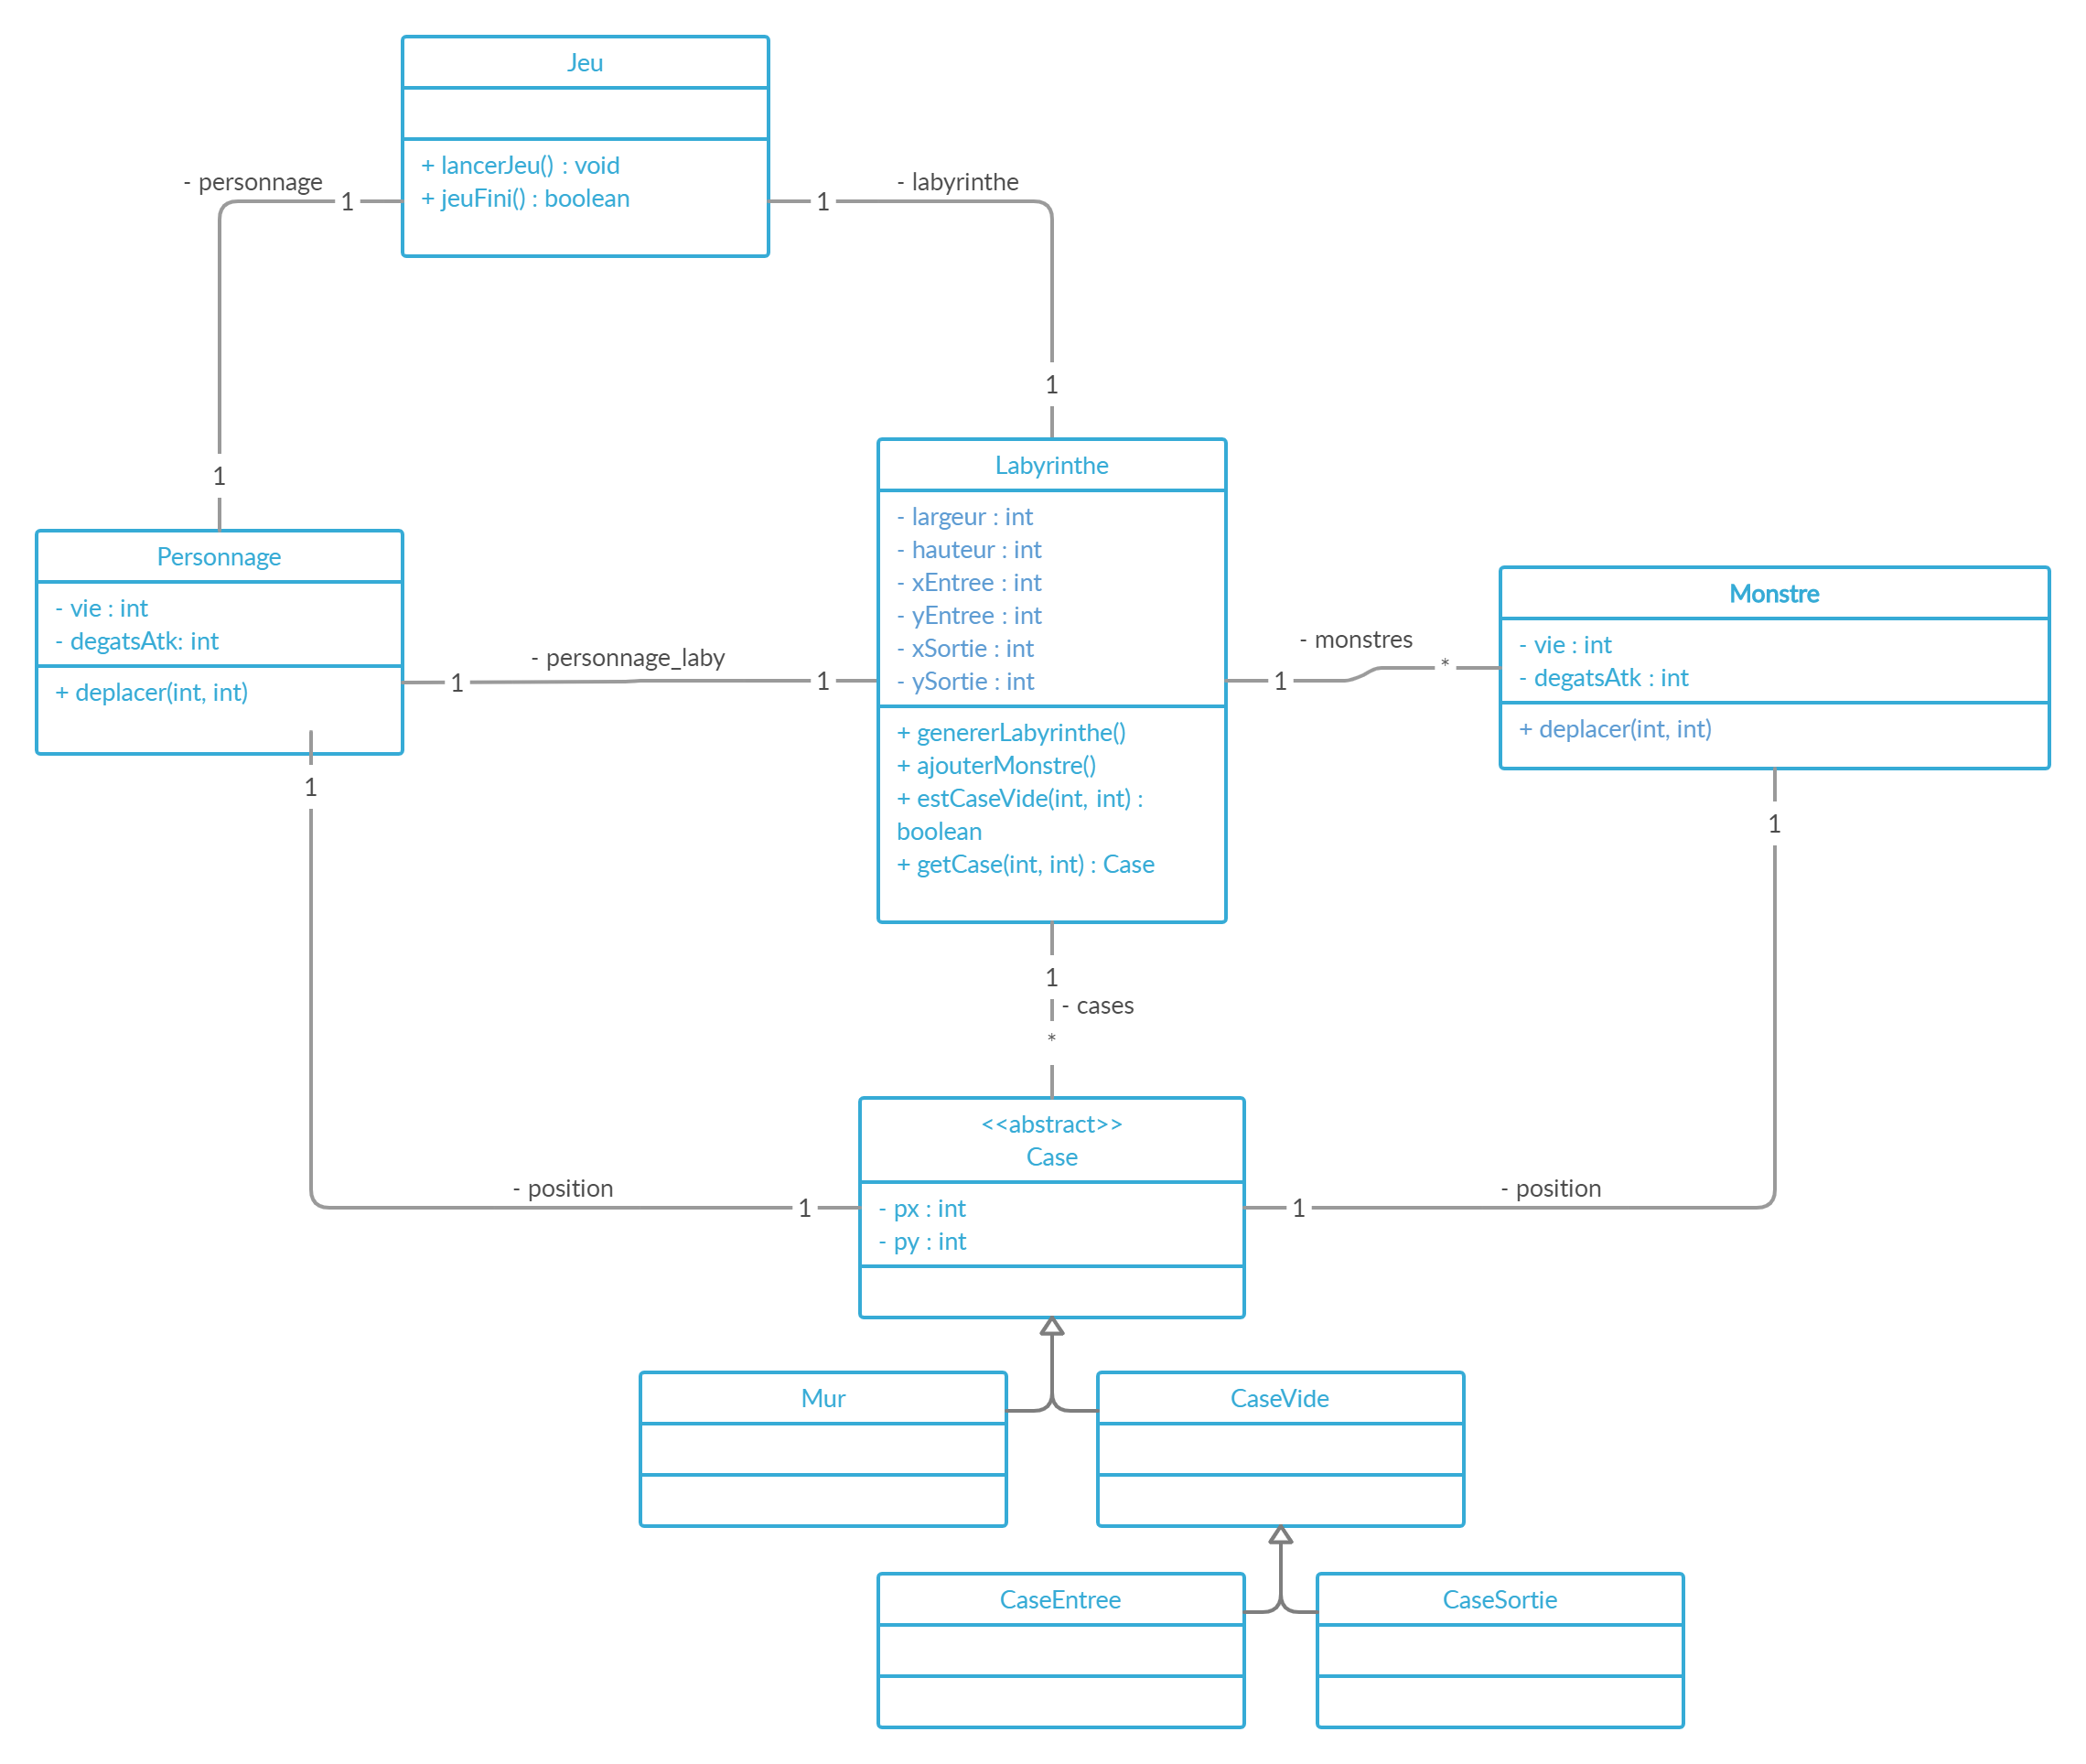 Jeu
+ lancerJeu() : void
+ jeuFini() : boolean
- personnage
1
1
- labyrinthe
1
1
Personnage
- vie : int
- degatsAtk: int
+ deplacer(int, int)
1
- personnage_laby
1
Labyrinthe
- largeur : int
- hauteur : int
- xEntree : int
- yEntree : int
- xSortie : int
- ySortie : int
+ genererLabyrinthe()
+ ajouterMonstre()
+ estCaseVide(int, int) :
boolean
+ getCase(int, int) : Case
1
- monstres
*
Monstre
- vie : int
- degatsAtk : int
+ deplacer(int, int)
1
1
1
- cases
*
- position
1
<<abstract>>
Case
- px : int
- py : int
1
- position
Mur
CaseVide
CaseEntree
CaseSortie